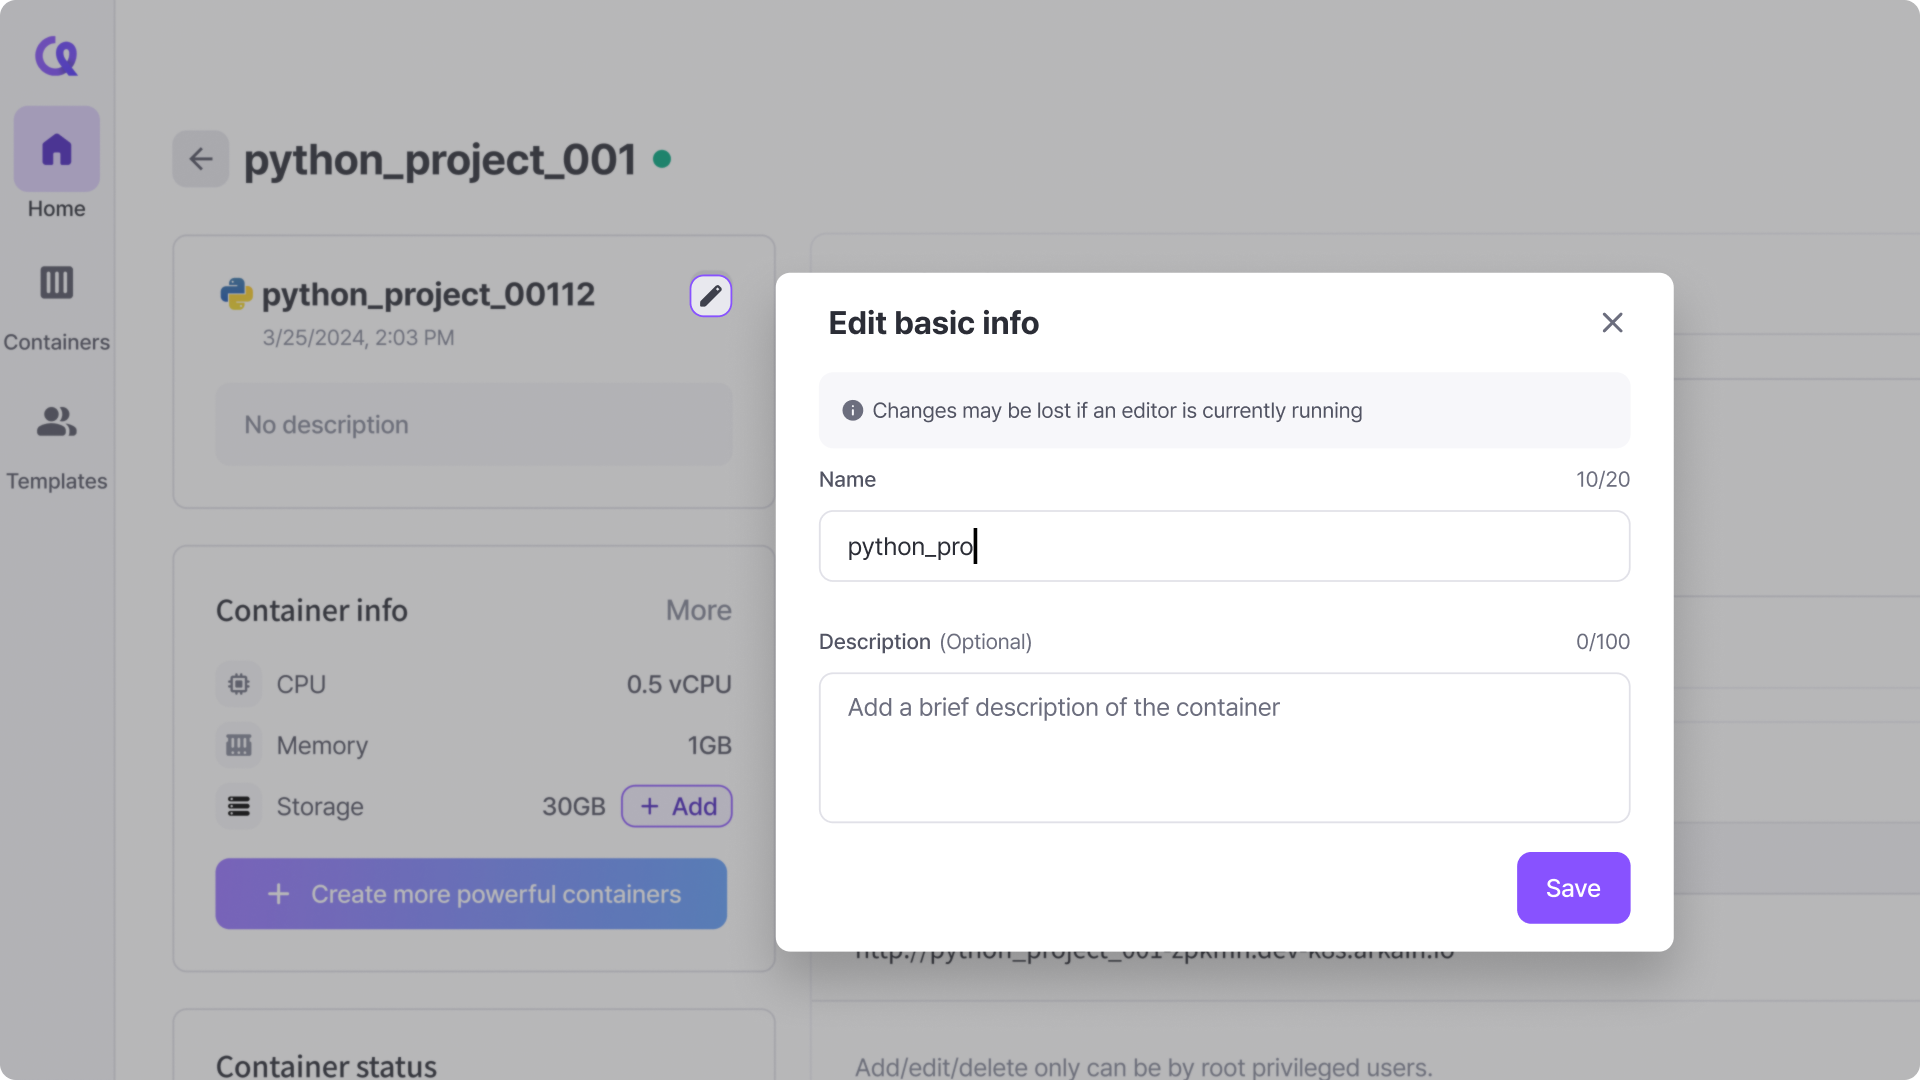 Home
Containers
Templates
python_project_001
python_project_00112
3/25/2024, 2:03 PM
No description
Container info
More
CPU
0.5 vCPU
Memory
1GB
Storage
30GB
+ Add
+ Create more powerful containers
Container status
Edit basic info
Changes may be lost if an editor is currently running
Name
10/20
python_pro
Description (Optional)
0/100
Add a brief description of the container
Save
Add/edit/delete only can be by root privileged users.